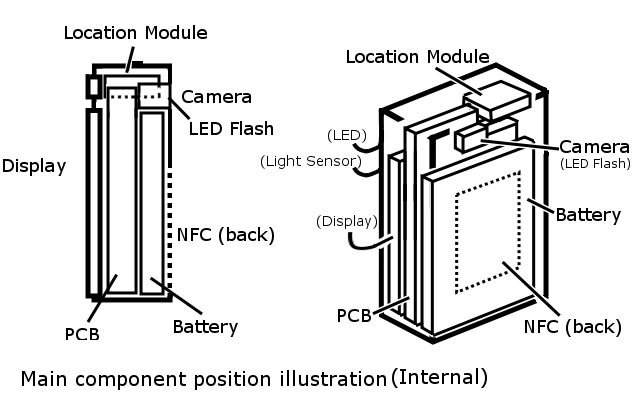 Location Module
Camera
LED Flash
Display
NFC (back)
PCB
Battery
Location Module
(LED)
(Light Sensor)
Camera
(LED Flash)
(Display)
Battery
PCB
NFC (back)
Main component position illustration (Internal)